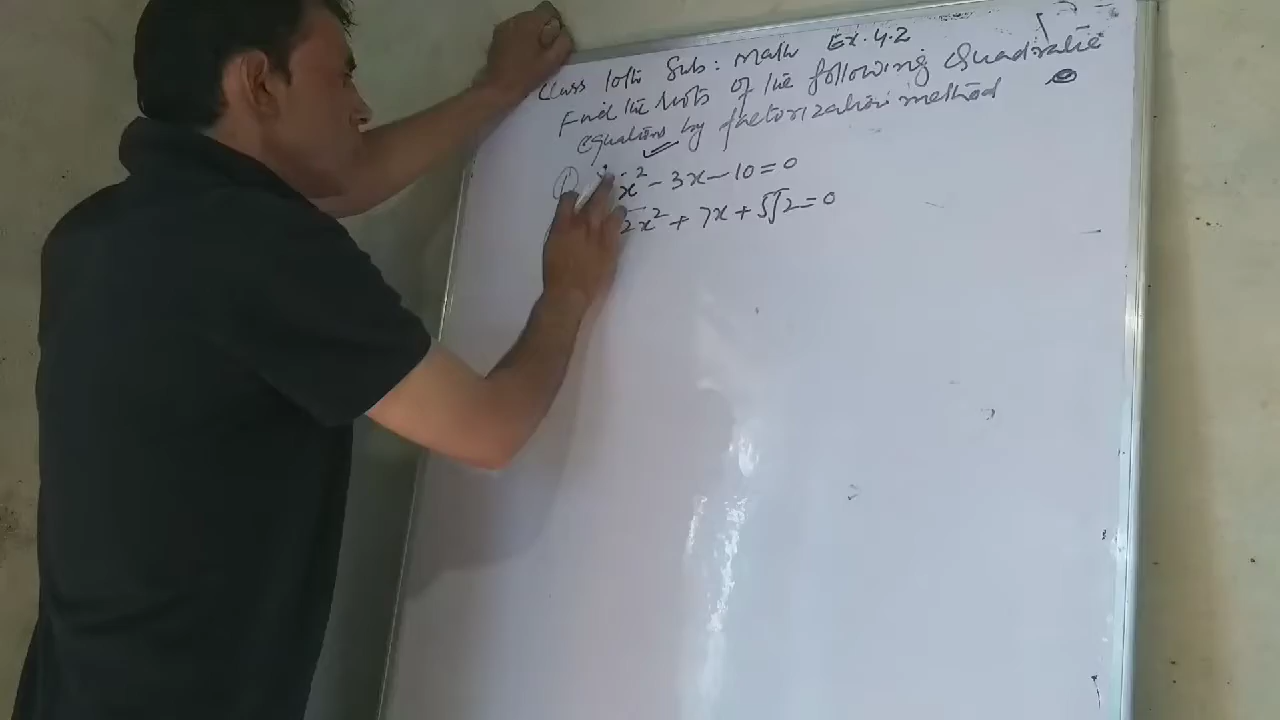 Class 10th Sub: Math Ex. 4.2
Find the roots of the following Quadratic
equations by factorization method
① x² - 3x - 10 = 0
2x² + 7x + 5√2 = 0